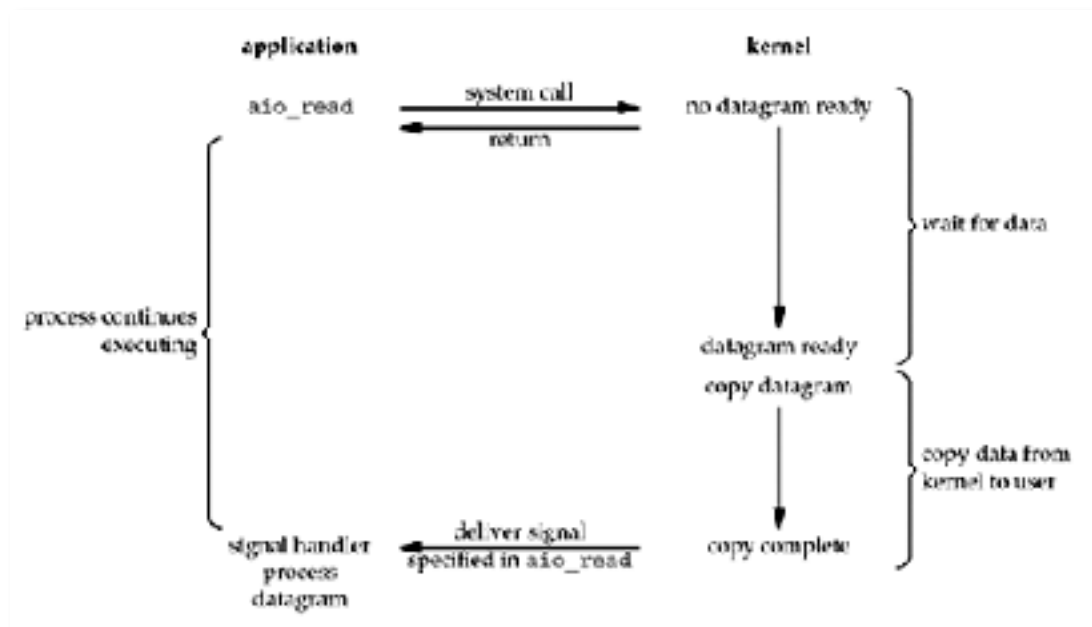 application
kernel
aio_read
system call
no datagram ready
return
wait for data
process continues
executing
datagram ready
copy datagram
copy data from
kernel to user
deliver signal
copy complete
signal handler
specified in aio_read
process
datagram